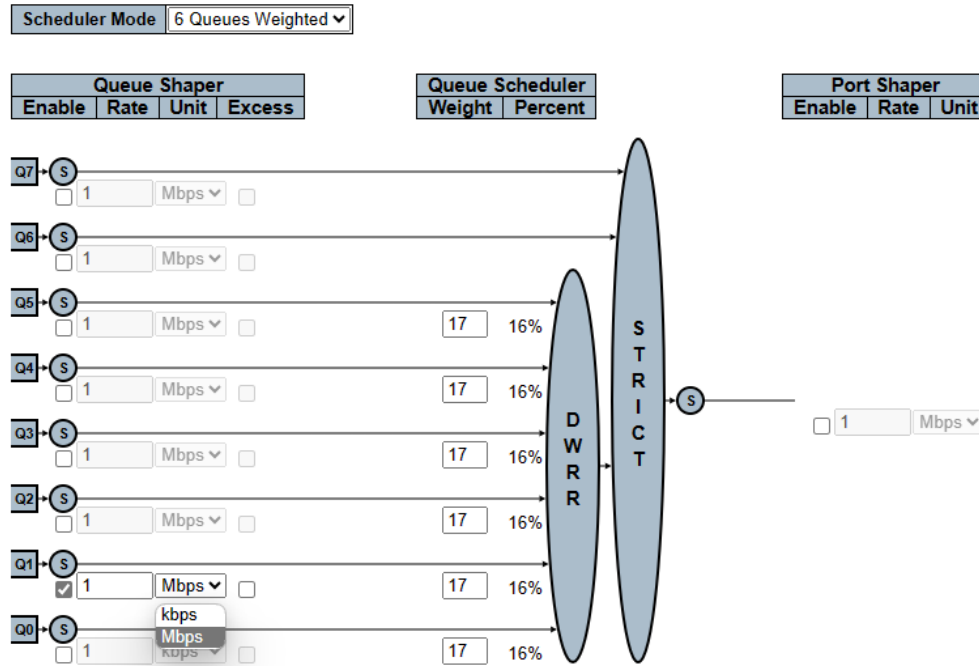 Scheduler Mode 6 Queues Weighted
Queue Shaper Queue Scheduler Port Shaper
Enable Rate Unit Excess Weight Percent Enable Rate Unit
Q7 S
1 Mbps
Q6 S
1 Mbps
Q5 S
1 Mbps 17 16%
Q4 S
1 Mbps 17 16%
Q3 S
1 Mbps 17 16%
Q2 S
1 Mbps 17 16%
Q1 S
1 Mbps 17 16%
kbps
Mbps
Q0 S
1 kbps 17 16%
DWRR
STRICT
S
1 Mbps